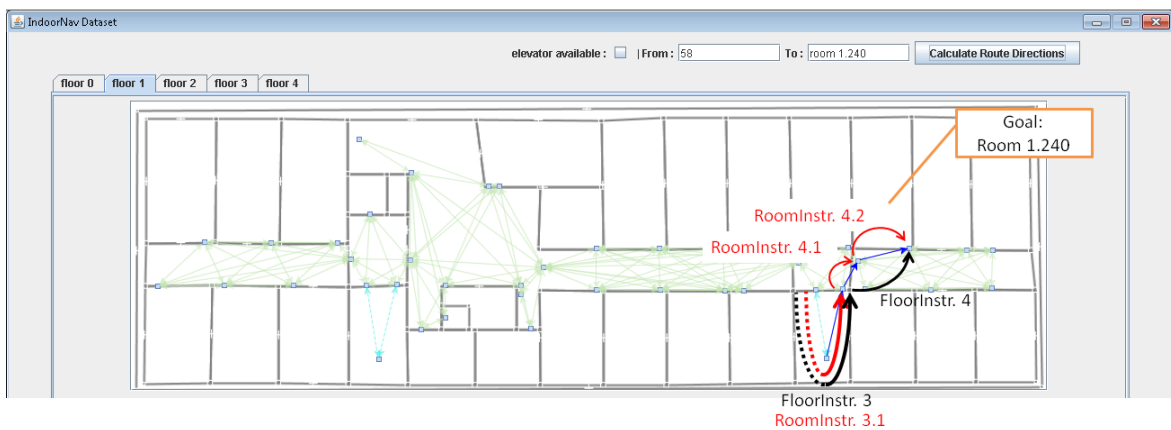 IndoorNav Dataset
elevator available : | From : 58 To : room 1.240 Calculate Route Directions
floor 0 floor 1 floor 2 floor 3 floor 4
Goal:
Room 1.240
RoomInstr. 4.2
RoomInstr. 4.1
FloorInstr. 4
FloorInstr. 3
RoomInstr. 3.1